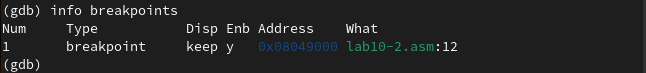 (gdb) info breakpoints
Num     Type           Disp Enb Address    What
1       breakpoint     keep y   0x08049000 lab10-2.asm:12
(gdb)